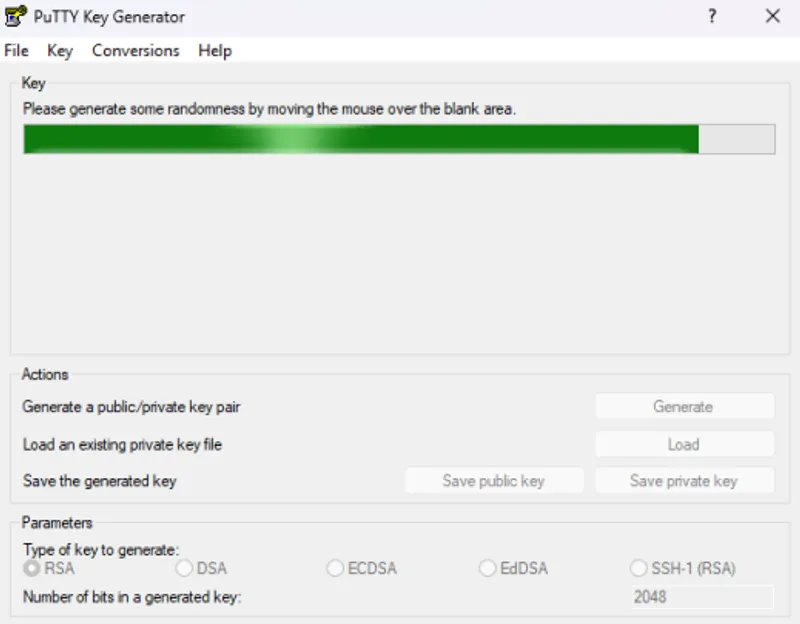 PuTTY Key Generator ?
File Key Conversions Help
Key
Please generate some randomness by moving the mouse over the blank area.
Actions
Generate a public/private key pair Generate
Load an existing private key file Load
Save the generated key Save public key Save private key
Parameters
Type of key to generate:
RSA DSA ECDSA EdDSA SSH-1 (RSA)
Number of bits in a generated key: 2048